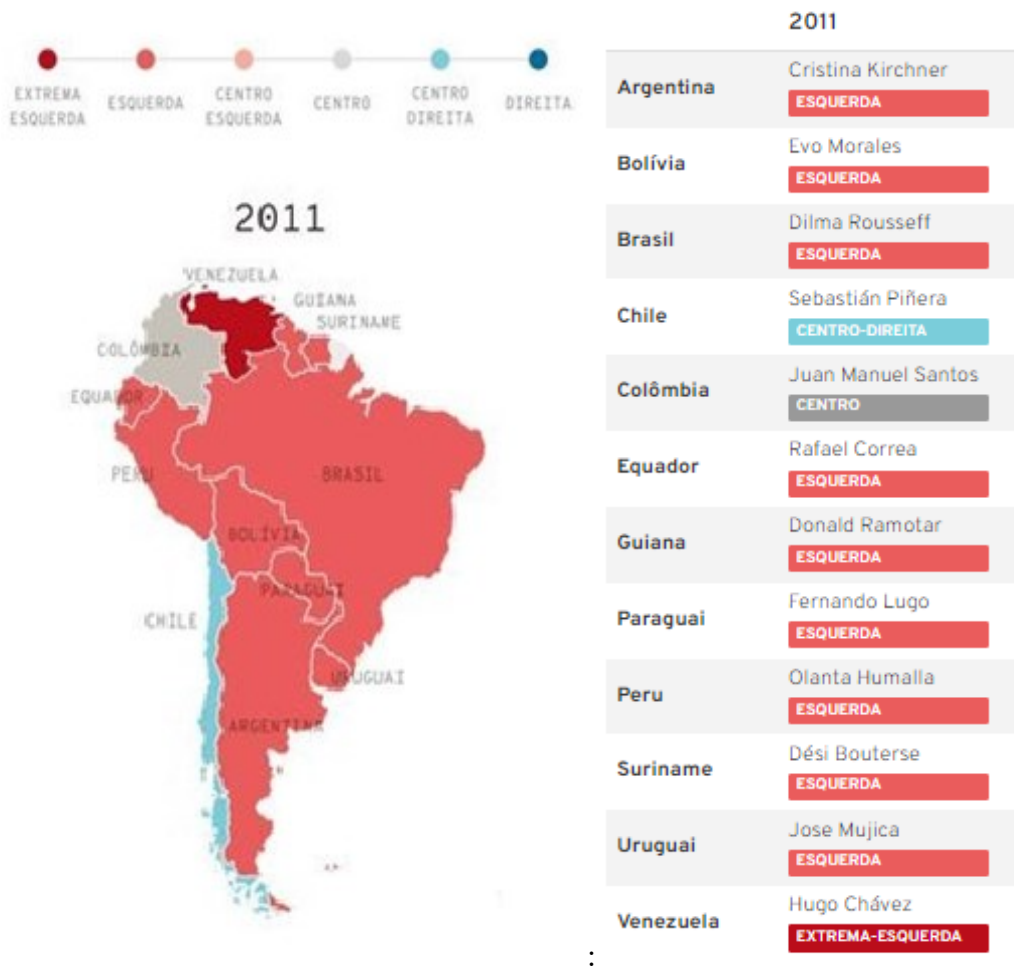 EXTREMA
ESQUERDA
ESQUERDA
CENTRO
ESQUERDA
CENTRO
CENTRO
DIREITA
DIREITA
2011
VENEZUELA
GUIANA
SURINAME
COLÔMBIA
EQUADOR
PERU
BRASIL
BOLÍVIA
PARAGUAI
CHILE
URUGUAI
ARGENTINA
2011
Argentina
Cristina Kirchner
ESQUERDA
Bolívia
Evo Morales
ESQUERDA
Brasil
Dilma Rousseff
ESQUERDA
Chile
Sebastián Piñera
CENTRO-DIREITA
Colômbia
Juan Manuel Santos
CENTRO
Equador
Rafael Correa
ESQUERDA
Guiana
Donald Ramotar
ESQUERDA
Paraguai
Fernando Lugo
ESQUERDA
Peru
Olanta Humalla
ESQUERDA
Suriname
Dési Bouterse
ESQUERDA
Uruguai
Jose Mujica
ESQUERDA
Venezuela
Hugo Chávez
EXTREMA-ESQUERDA
: